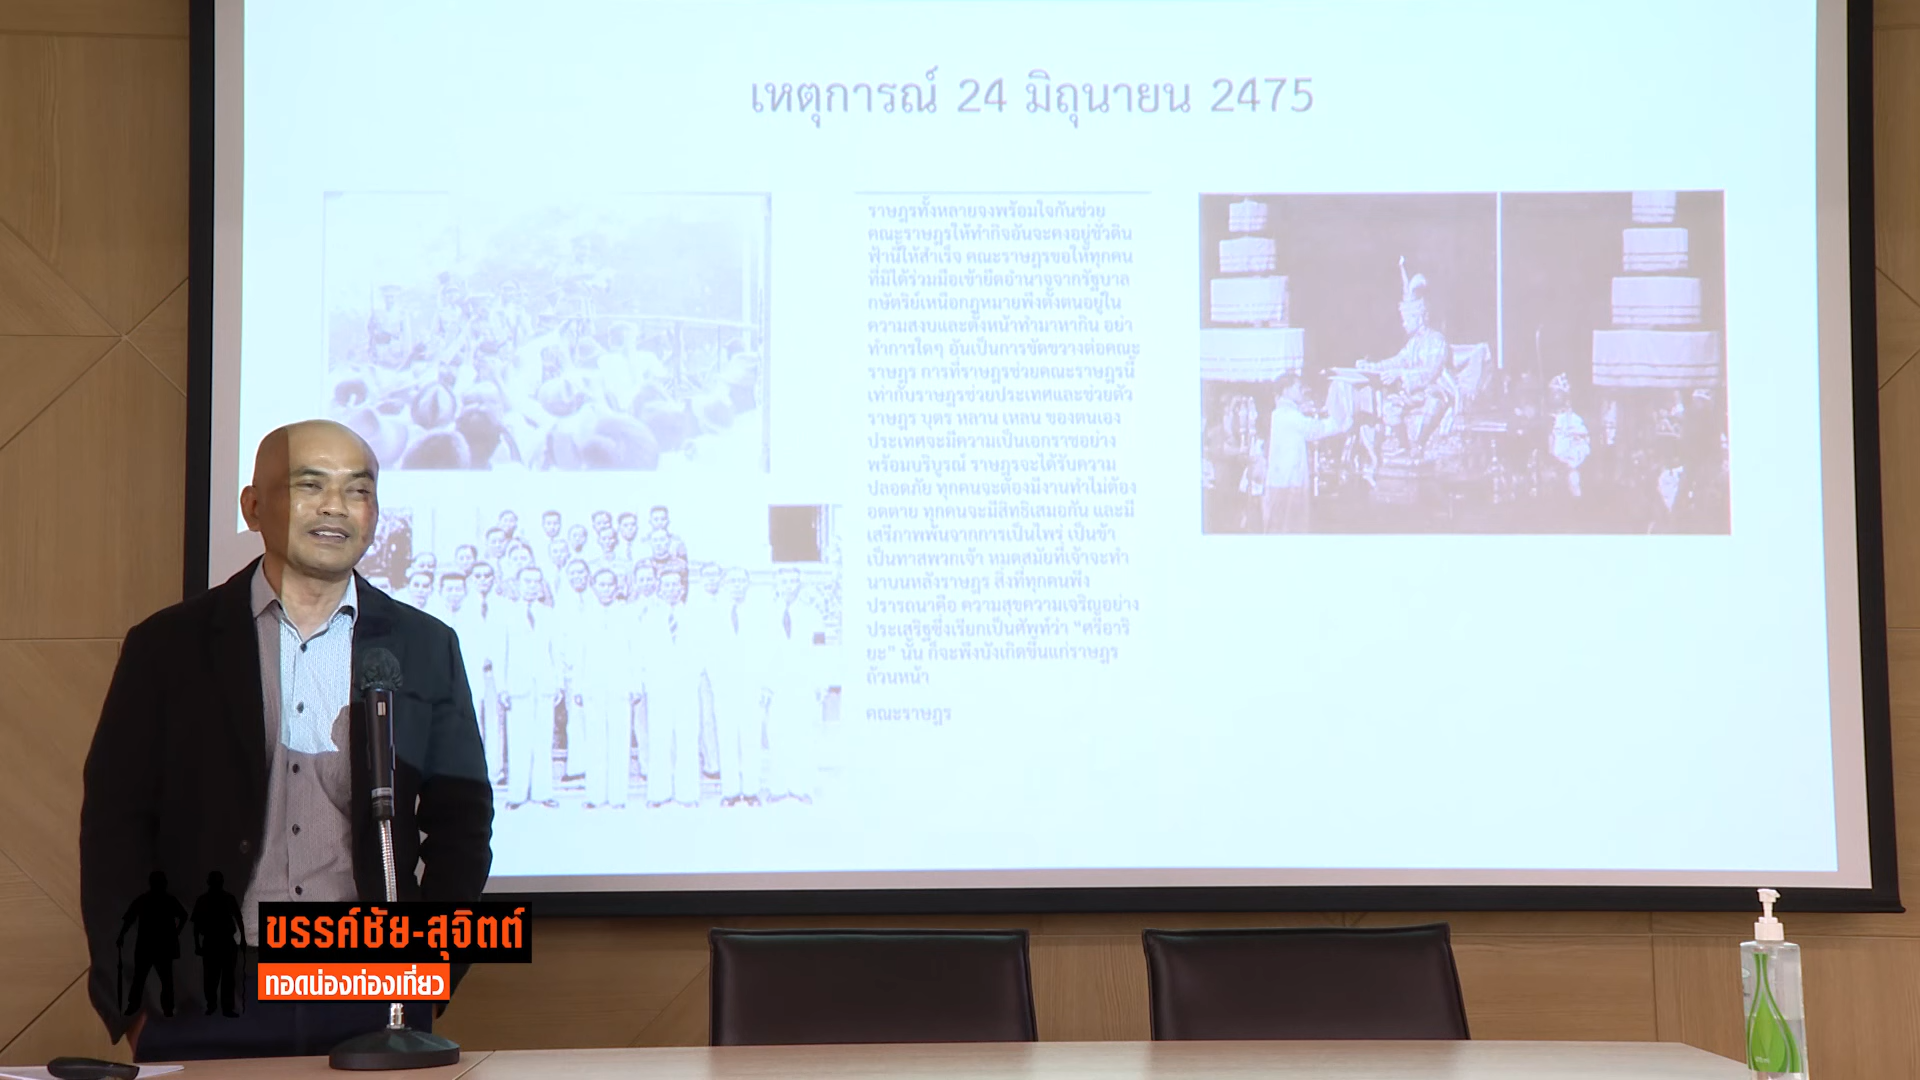 เหตุการณ์ 24 มิถุนายน 2475
ราษฎรทั้งหลายจงพร้อมใจกันช่วย
คณะราษฎรให้ทำกิจอันจะคงอยู่ชั่วดิน
ฟ้านี้ให้สำเร็จ คณะราษฎรขอให้ทุกคน
ที่มิได้ร่วมมือเข้ายึดอำนาจจากรัฐบาล
กษัตริย์เหนือกฎหมายพึงตั้งตนอยู่ใน
ความสงบและตั้งหน้าทำมาหากิน อย่า
ทำการใดๆ อันเป็นการขัดขวางต่อคณะ
ราษฎร การที่ราษฎรช่วยคณะราษฎรนี้
เท่ากับราษฎรช่วยประเทศและช่วยตัว
ราษฎร บุตร หลาน เหลน ของตนเอง
ประเทศจะมีความเป็นเอกราชอย่าง
พร้อมบริบูรณ์ ราษฎรจะได้รับความ
ปลอดภัย ทุกคนจะต้องมีงานทำไม่ต้อง
อดตาย ทุกคนจะมีสิทธิเสมอกัน และมี
เสรีภาพพ้นจากการเป็นไพร่ เป็นข้า
เป็นทาสพวกเจ้า หมดสมัยที่เจ้าจะทำ
นาบนหลังราษฎร สิ่งที่ทุกคนพึง
ปรารถนาคือ ความสุขความเจริญอย่าง
ประเสริฐซึ่งเรียกเป็นศัพท์ว่า "ศรีอาริ
ยะ" นั้น ก็จะพึงบังเกิดขึ้นแก่ราษฎร
ถ้วนหน้า
คณะราษฎร
ขรรค์ชัย-สุจิตต์
ทอดน่องท่องเที่ยว